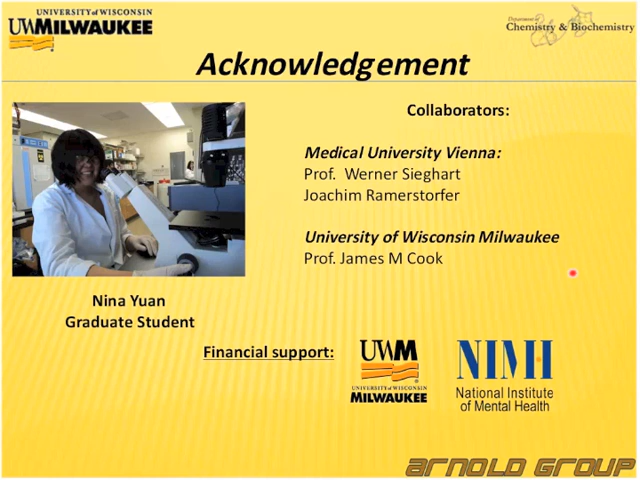 UNIVERSITY of WISCONSIN
UWMILWAUKEE
Department of
Chemistry & Biochemistry
Acknowledgement
Collaborators:
Medical University Vienna:
Prof. Werner Sieghart
Joachim Ramerstorfer
University of Wisconsin Milwaukee
Prof. James M Cook
Nina Yuan
Graduate Student
Financial support:
UWM
UNIVERSITY of WISCONSIN
MILWAUKEE
NIMH
National Institute
of Mental Health
ARNOLD GROUP